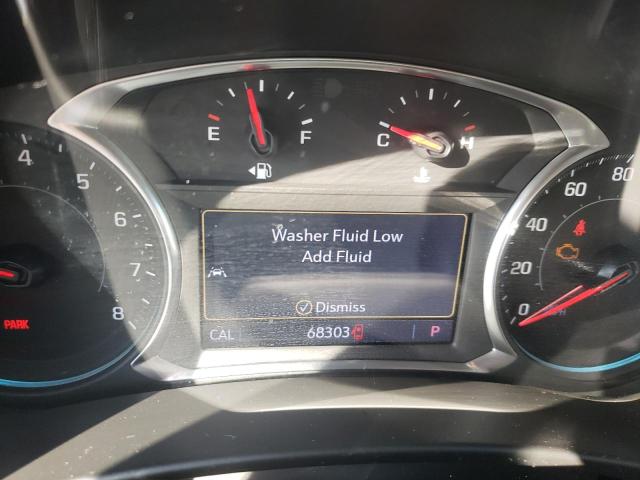 E F C H
4 5 6 7 8
PARK
Washer Fluid Low
Add Fluid
Dismiss
CAL 68303 P
0 20 40 60 80